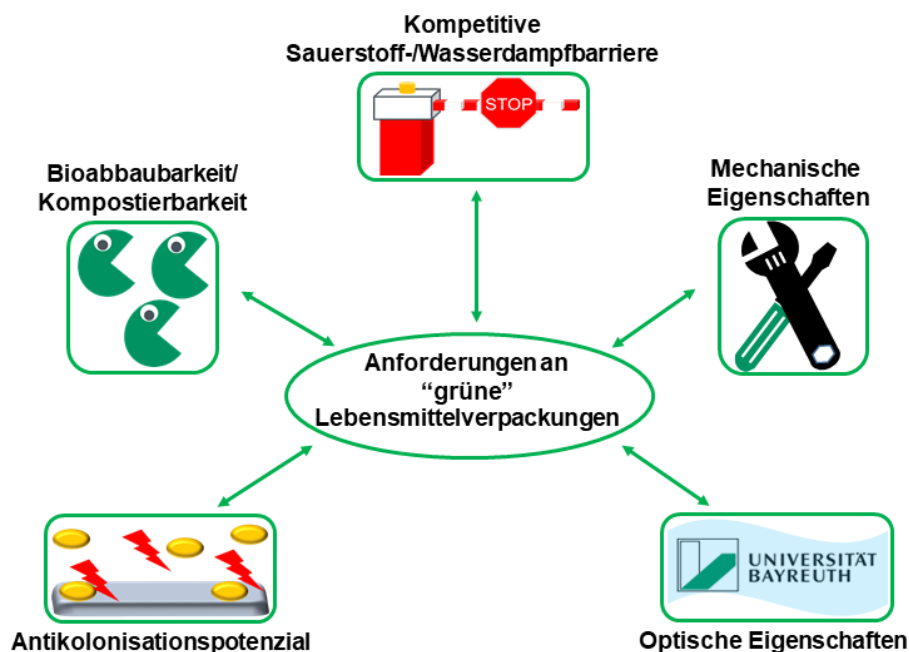 Kompetitive
Sauerstoff-/Wasserdampfbarriere
STOP
Bioabbaubarkeit/
Kompostierbarkeit
Mechanische
Eigenschaften
Anforderungen an
“grüne”
Lebensmittelverpackungen
UNIVERSITÄT
BAYREUTH
Antikolonisationspotenzial
Optische Eigenschaften